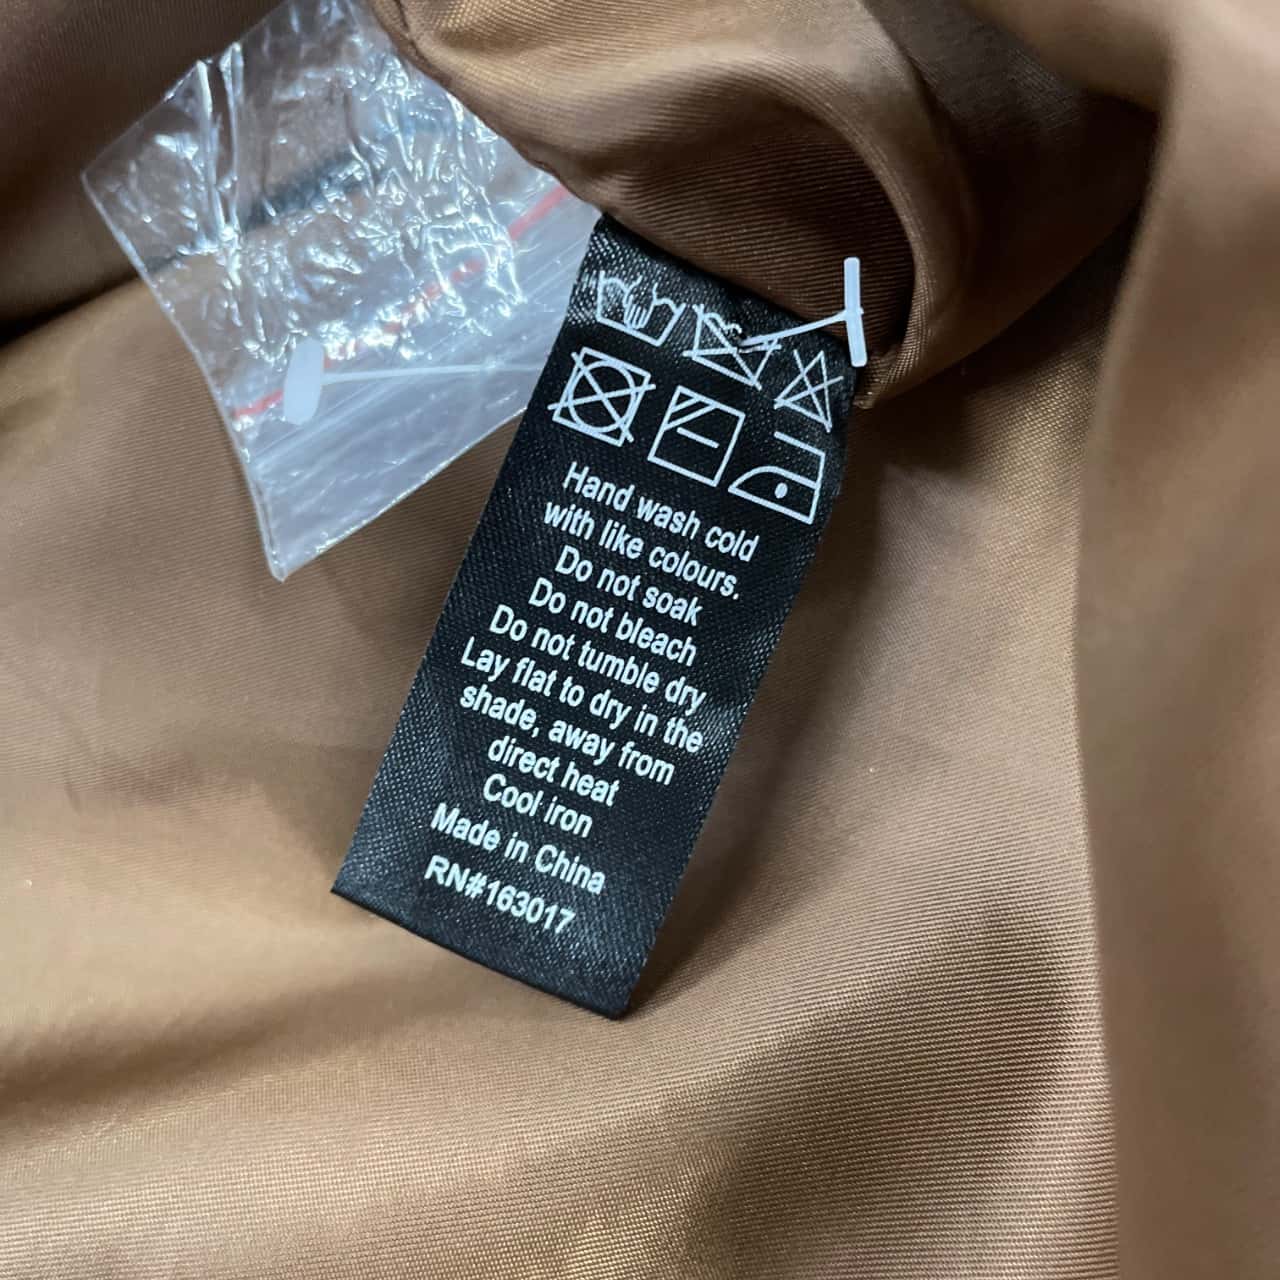 Hand wash cold
with like colours.
Do not soak
Do not bleach
Do not tumble dry
Lay flat to dry in the
shade, away from
direct heat
Cool iron
Made in China
RN#163017